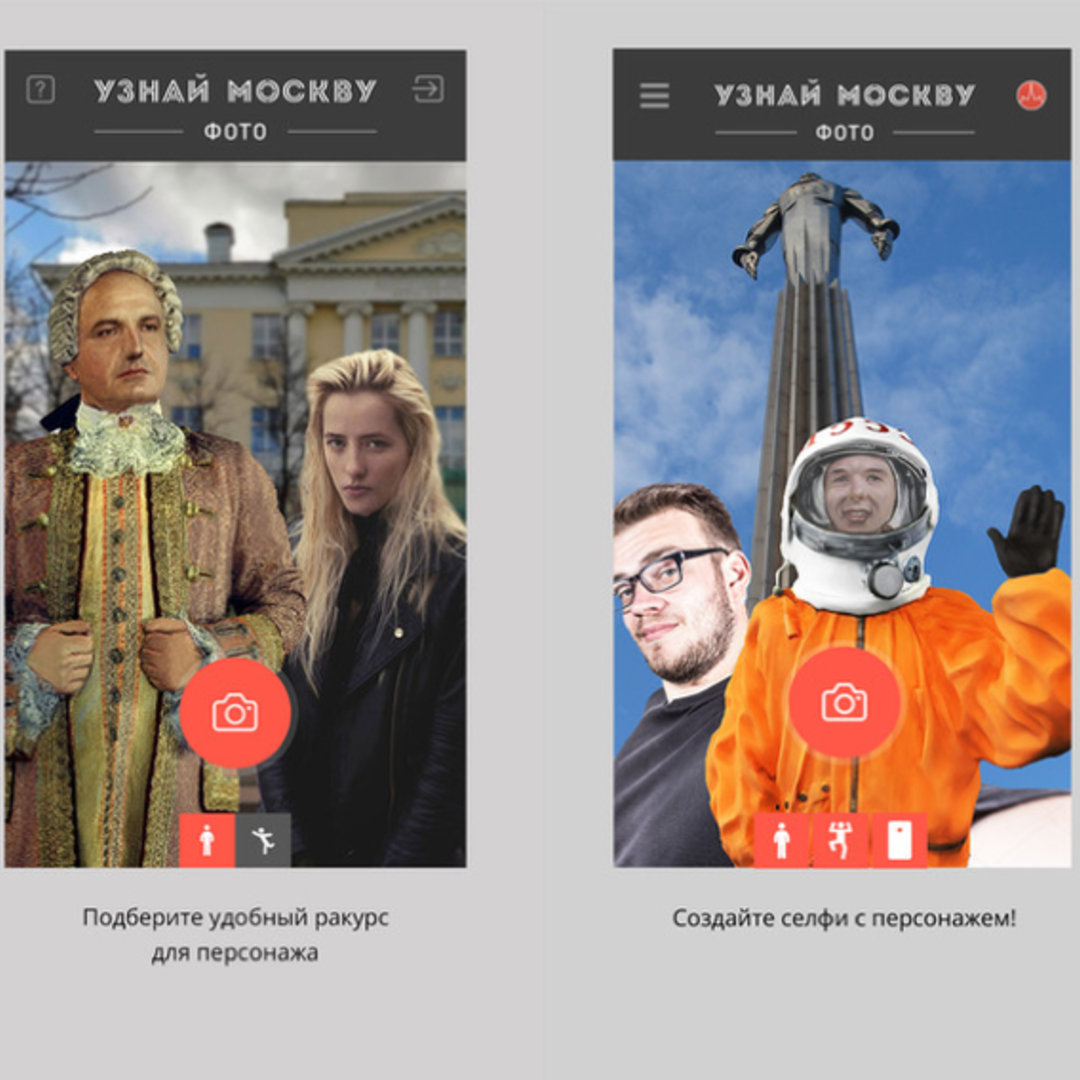 УЗНАЙ МОСКВУ
ФОТО
Подберите удобный ракурс
для персонажа
УЗНАЙ МОСКВУ
ФОТО
Создайте селфи с персонажем!